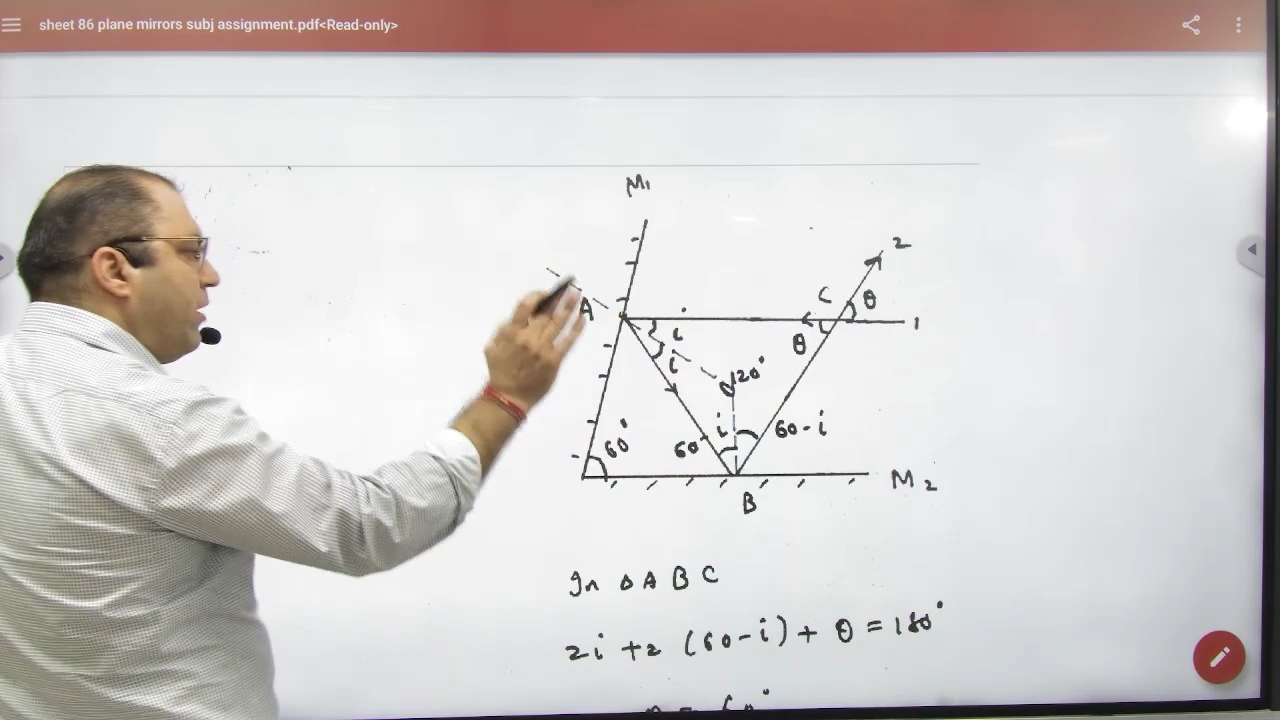 sheet 86 plane mirrors subj assignment.pdf<Read-only>
M₁
2
A
i
C
θ
1
i
θ
i
120°
60°
60-i
60-i
M₂
B
In Δ ABC
2i + 2 (60-i) + θ = 180°